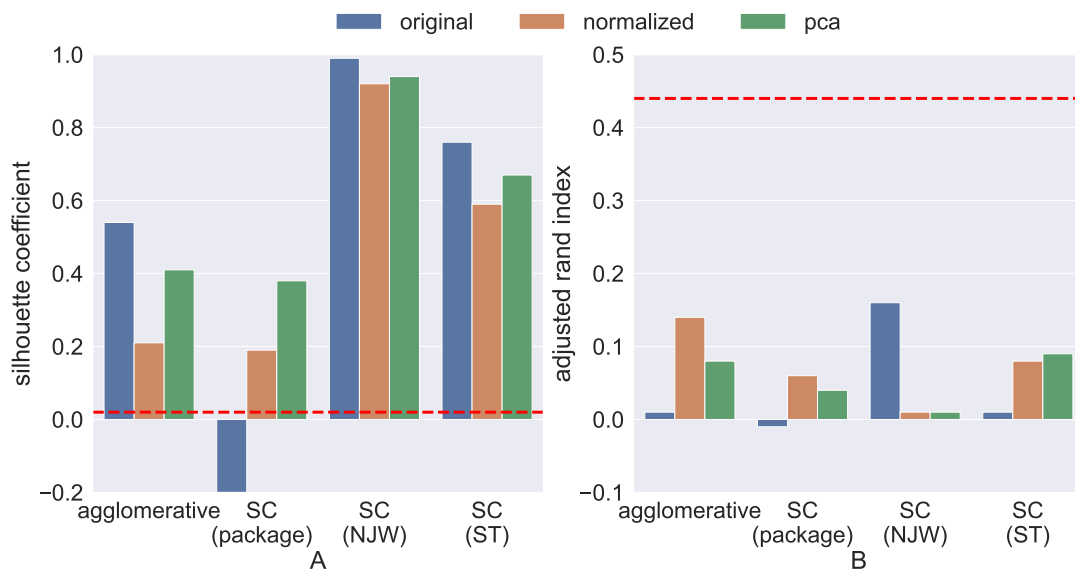 original normalized pca
silhouette coefficient
1.0
0.8
0.6
0.4
0.2
0.0
−0.2
agglomerative SC SC SC
(package) (NJW) (ST)
A
adjusted rand index
0.5
0.4
0.3
0.2
0.1
0.0
−0.1
agglomerative SC SC SC
(package) (NJW) (ST)
B